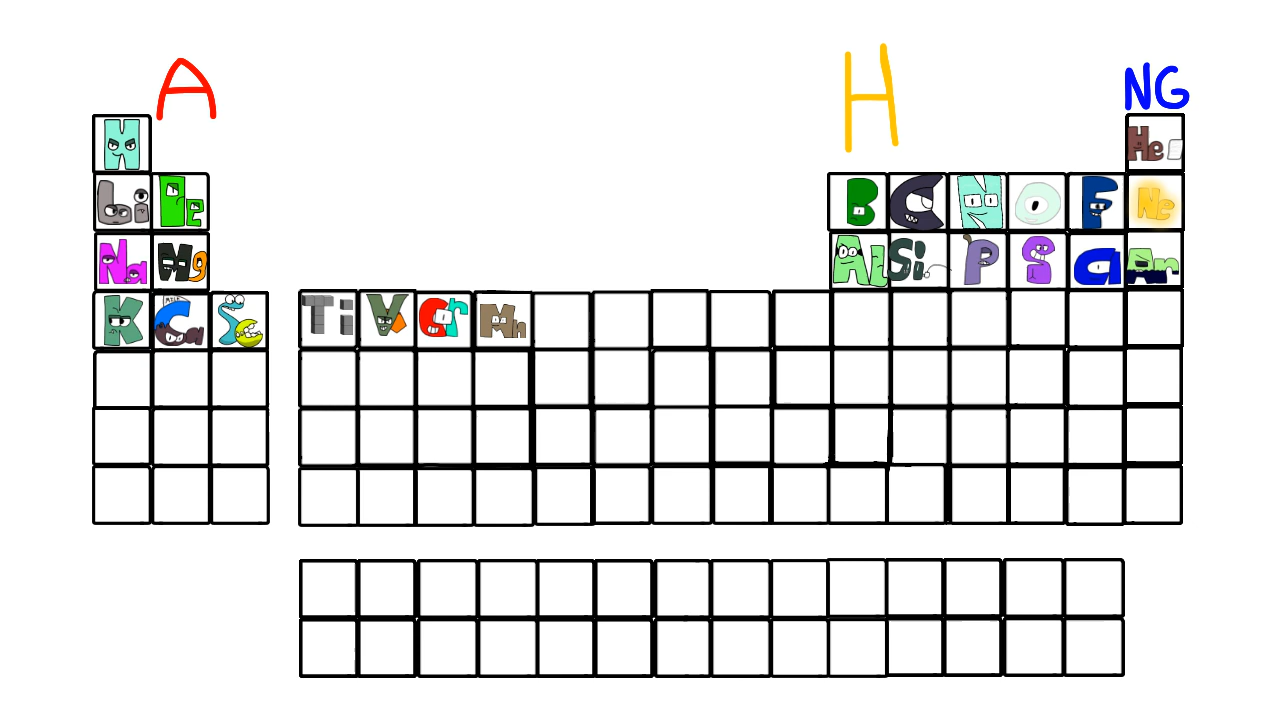 A H NG
H He
Li Be B C N O F Ne
Na Mg Al Si P S Cl Ar
K Ca Sc Ti V Cr Mn